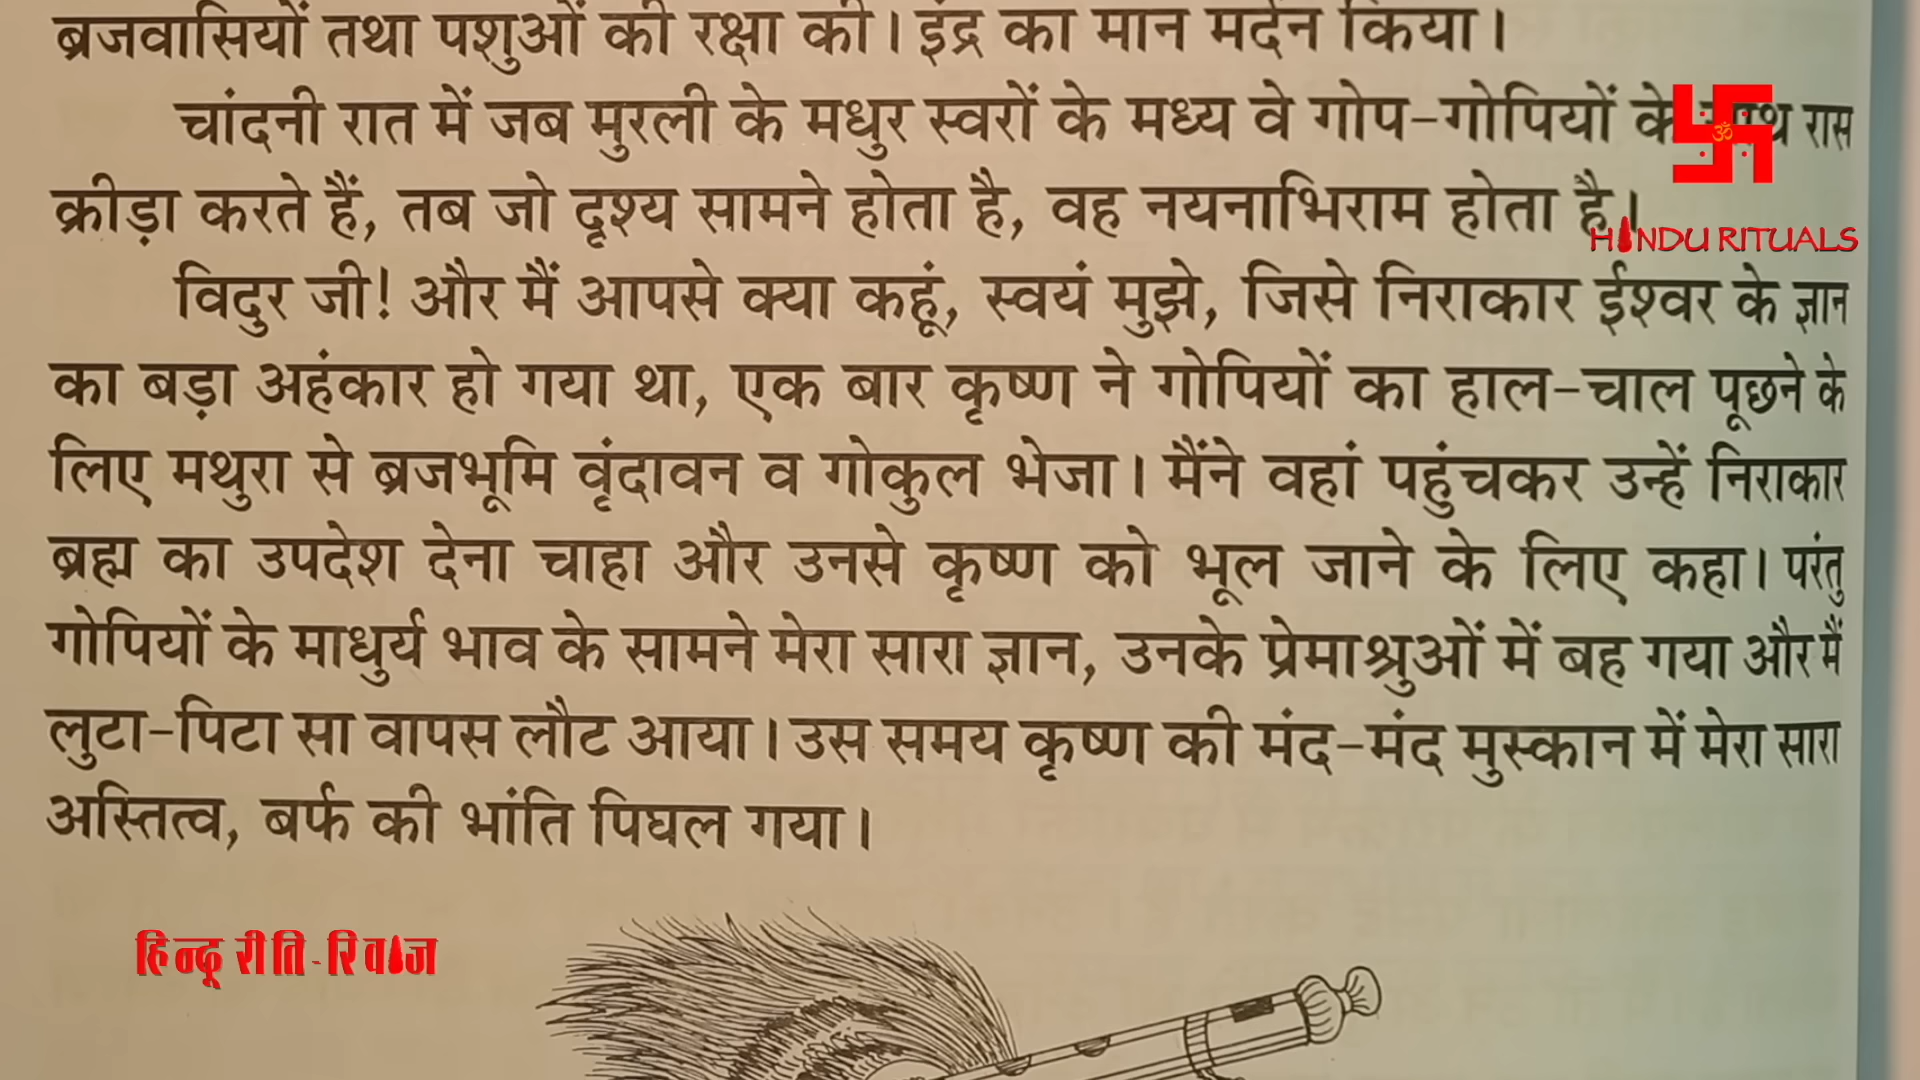 ब्रजवासियों तथा पशुओं की रक्षा की। इंद्र का मान मर्दन किया।
चांदनी रात में जब मुरली के मधुर स्वरों के मध्य वे गोप-गोपियों के साथ रास
क्रीड़ा करते हैं, तब जो दृश्य सामने होता है, वह नयनाभिराम होता है।
HINDU RITUALS
विदुर जी! और मैं आपसे क्या कहूं, स्वयं मुझे, जिसे निराकार ईश्वर के ज्ञान
का बड़ा अहंकार हो गया था, एक बार कृष्ण ने गोपियों का हाल-चाल पूछने के
लिए मथुरा से ब्रजभूमि वृंदावन व गोकुल भेजा। मैंने वहां पहुंचकर उन्हें निराकार
ब्रह्म का उपदेश देना चाहा और उनसे कृष्ण को भूल जाने के लिए कहा। परंतु
गोपियों के माधुर्य भाव के सामने मेरा सारा ज्ञान, उनके प्रेमाश्रुओं में बह गया और मैं
लुटा-पिटा सा वापस लौट आया। उस समय कृष्ण की मंद-मंद मुस्कान में मेरा सारा
अस्तित्व, बर्फ की भांति पिघल गया।
हिन्दू रीति-रिवाज